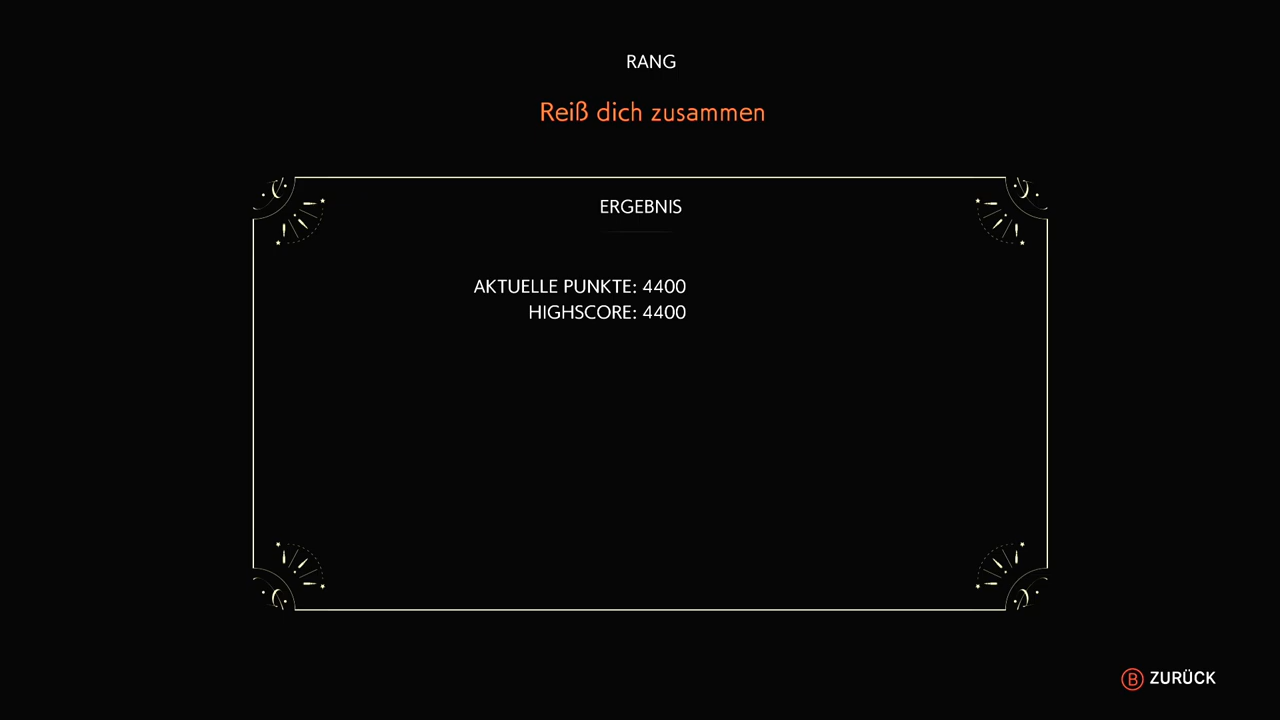 RANG
Reiß dich zusammen
ERGEBNIS
AKTUELLE PUNKTE: 4400
HIGHSCORE: 4400
B ZURÜCK